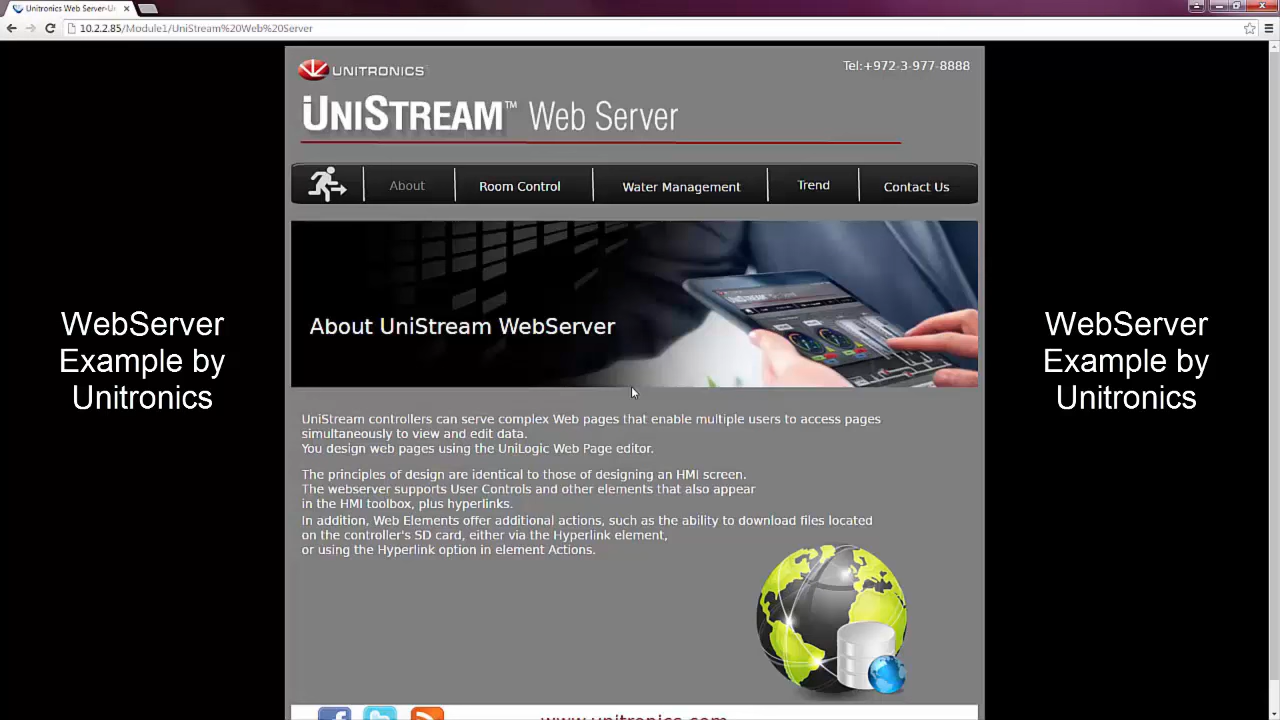 Unitronics Web Server-U
10.2.2.85/Module1/UniStream%20Web%20Server
UNITRONICS
Tel:+972-3-977-8888
UNISTREAM™ Web Server
About
Room Control
Water Management
Trend
Contact Us
About UniStream WebServer
WebServer
Example by
Unitronics
WebServer
Example by
Unitronics
UniStream controllers can serve complex Web pages that enable multiple users to access pages
simultaneously to view and edit data.
You design web pages using the UniLogic Web Page editor.
The principles of design are identical to those of designing an HMI screen.
The webserver supports User Controls and other elements that also appear
in the HMI toolbox, plus hyperlinks.
In addition, Web Elements offer additional actions, such as the ability to download files located
on the controller's SD card, either via the Hyperlink element,
or using the Hyperlink option in element Actions.
www.unitronics.com